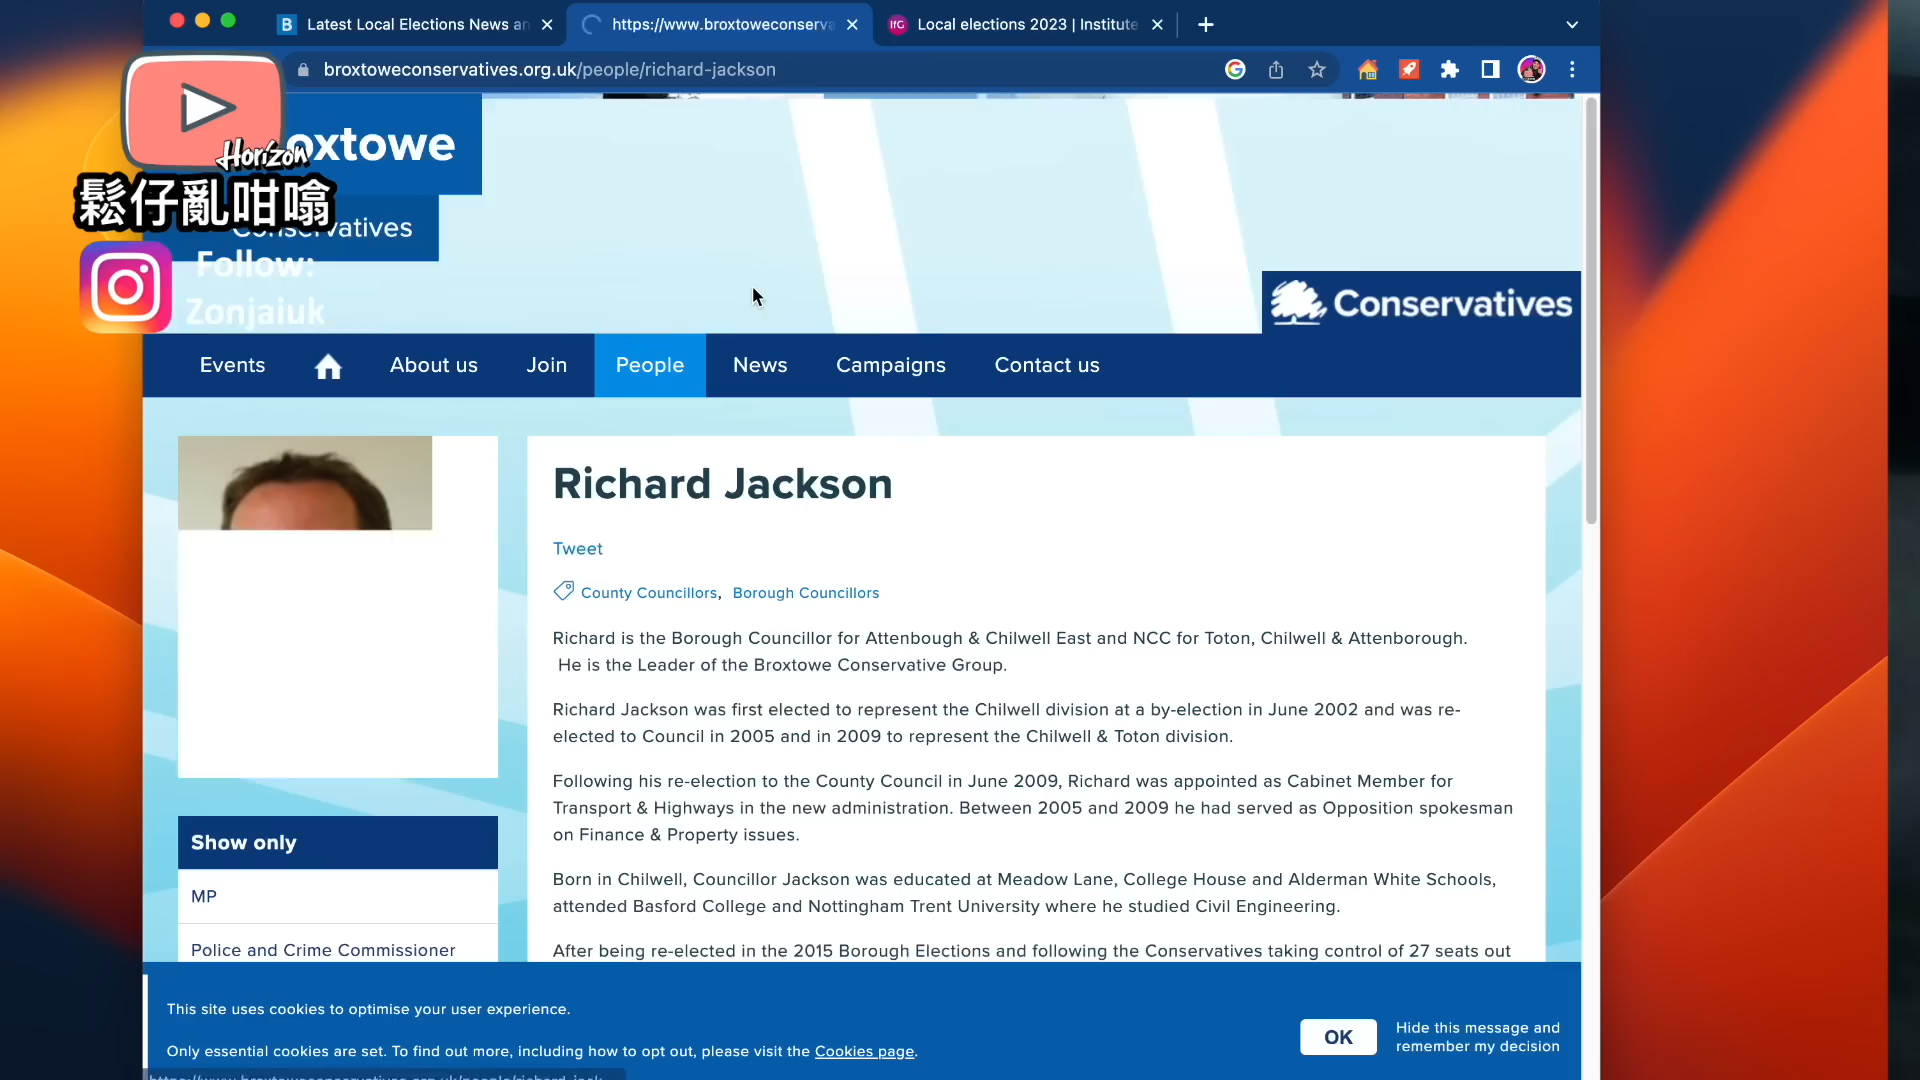 Latest Local Elections News an
https://www.broxtoweconserva
IfG
Local elections 2023 | Institute
broxtoweconservatives.org.uk/people/richard-jackson
oxtowe
Horizon
鬆仔亂咁噏
Conservatives
Follow:
Zonjaiuk
Conservatives
Events
About us
Join
People
News
Campaigns
Contact us
Richard Jackson
Tweet
County Councillors, Borough Councillors
Richard is the Borough Councillor for Attenbough & Chilwell East and NCC for Toton, Chilwell & Attenborough.
He is the Leader of the Broxtowe Conservative Group.
Richard Jackson was first elected to represent the Chilwell division at a by-election in June 2002 and was re-
elected to Council in 2005 and in 2009 to represent the Chilwell & Toton division.
Following his re-election to the County Council in June 2009, Richard was appointed as Cabinet Member for
Transport & Highways in the new administration. Between 2005 and 2009 he had served as Opposition spokesman
on Finance & Property issues.
Born in Chilwell, Councillor Jackson was educated at Meadow Lane, College House and Alderman White Schools,
attended Basford College and Nottingham Trent University where he studied Civil Engineering.
After being re-elected in the 2015 Borough Elections and following the Conservatives taking control of 27 seats out
Show only
MP
Police and Crime Commissioner
This site uses cookies to optimise your user experience.
Only essential cookies are set. To find out more, including how to opt out, please visit the Cookies page.
OK
Hide this message and
remember my decision